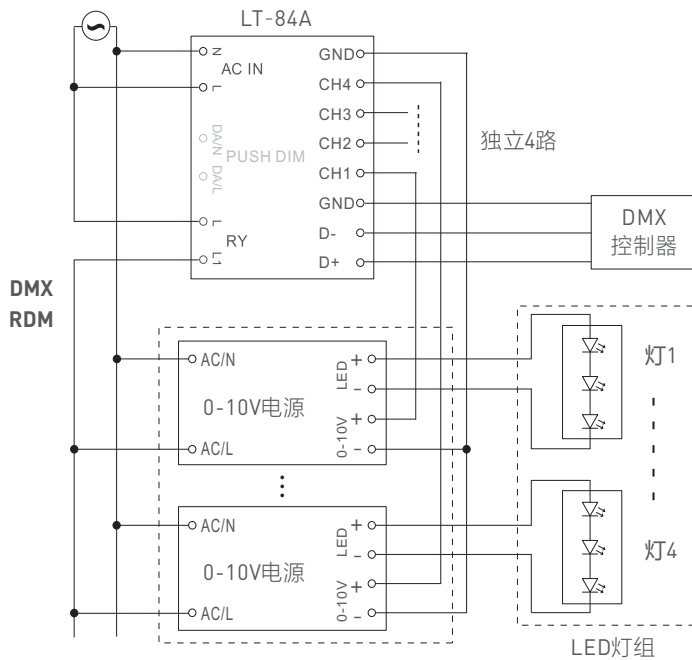 LT-84A
N
AC IN
L
DA/N
DA/L
PUSH DIM
L
RY
L1
GND
CH4
CH3
CH2
CH1
GND
D-
D+
独立4路
DMX
控制器
DMX
RDM
AC/N
0-10V电源
AC/L
+
LED
-
+
0-10V
-
灯1
AC/N
0-10V电源
AC/L
+
LED
-
+
0-10V
-
灯4
LED灯组